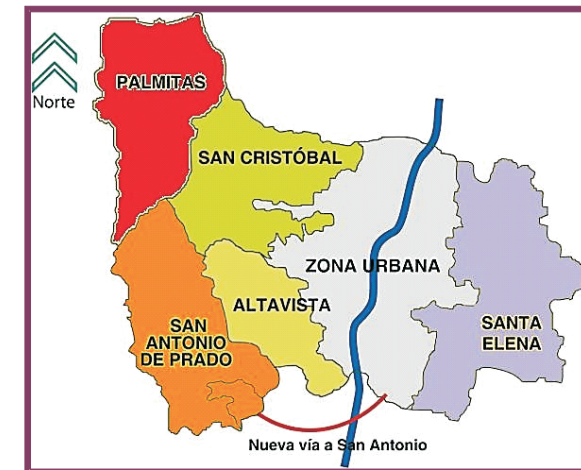 PALMITAS
Norte
SAN CRISTÓBAL
ZONA URBANA
ALTAVISTA
SAN
ANTONIO
DE PRADO
SANTA
ELENA
Nueva vía a San Antonio